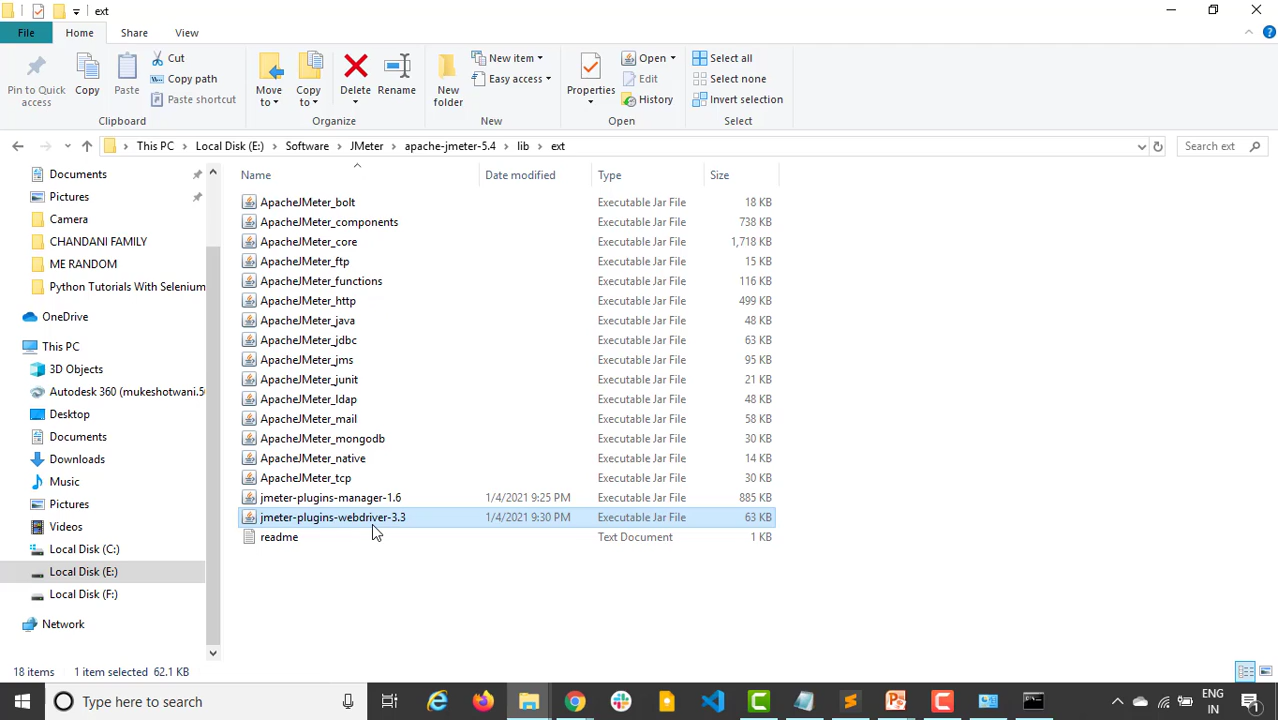 ext
File Home Share View
Pin to Quick access
Copy
Paste
Cut
Copy path
Paste shortcut
Clipboard
Move to
Copy to
Delete
Rename
Organize
New folder
New item
Easy access
New
Properties
Open
Edit
History
Open
Select all
Select none
Invert selection
Select
This PC > Local Disk (E:) > Software > JMeter > apache-jmeter-5.4 > lib > ext
Search ext
Documents
Pictures
Camera
CHANDANI FAMILY
ME RANDOM
Python Tutorials With Selenium
OneDrive
This PC
3D Objects
Autodesk 360 (mukeshotwani.50
Desktop
Documents
Downloads
Music
Pictures
Videos
Local Disk (C:)
Local Disk (E:)
Local Disk (F:)
Network
Name Date modified Type Size
ApacheJMeter_bolt Executable Jar File 18 KB
ApacheJMeter_components Executable Jar File 738 KB
ApacheJMeter_core Executable Jar File 1,718 KB
ApacheJMeter_ftp Executable Jar File 15 KB
ApacheJMeter_functions Executable Jar File 116 KB
ApacheJMeter_http Executable Jar File 499 KB
ApacheJMeter_java Executable Jar File 48 KB
ApacheJMeter_jdbc Executable Jar File 63 KB
ApacheJMeter_jms Executable Jar File 95 KB
ApacheJMeter_junit Executable Jar File 21 KB
ApacheJMeter_ldap Executable Jar File 48 KB
ApacheJMeter_mail Executable Jar File 58 KB
ApacheJMeter_mongodb Executable Jar File 30 KB
ApacheJMeter_native Executable Jar File 14 KB
ApacheJMeter_tcp Executable Jar File 30 KB
jmeter-plugins-manager-1.6 1/4/2021 9:25 PM Executable Jar File 885 KB
jmeter-plugins-webdriver-3.3 1/4/2021 9:30 PM Executable Jar File 63 KB
readme Text Document 1 KB
18 items 1 item selected 62.1 KB
Type here to search
ENG
IN
1